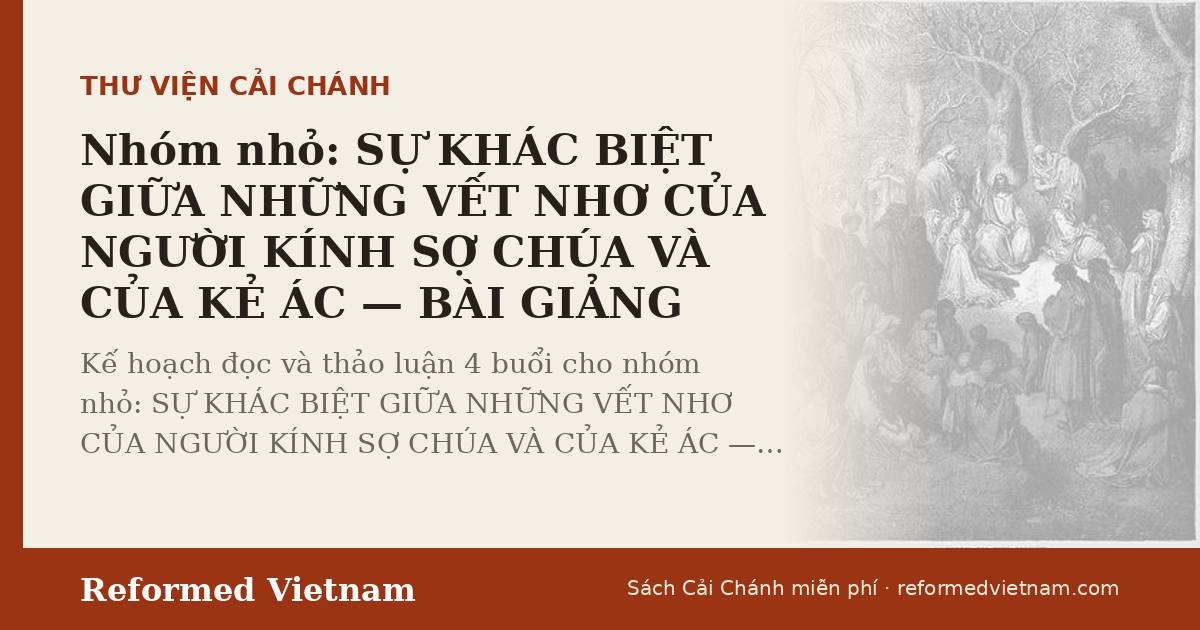 THƯ VIỆN CẢI CHÁNH
Nhóm nhỏ: SỰ KHÁC BIỆT
GIỮA NHỮNG VẾT NHƠ CỦA
NGƯỜI KÍNH SỢ CHÚA VÀ
CỦA KẺ ÁC — BÀI GIẢNG
Kế hoạch đọc và thảo luận 4 buổi cho nhóm
nhỏ: SỰ KHÁC BIỆT GIỮA NHỮNG VẾT NHƠ
CỦA NGƯỜI KÍNH SỢ CHÚA VÀ CỦA KẺ ÁC —...
Reformed Vietnam
Sách Cải Chánh miễn phí · reformedvietnam.com